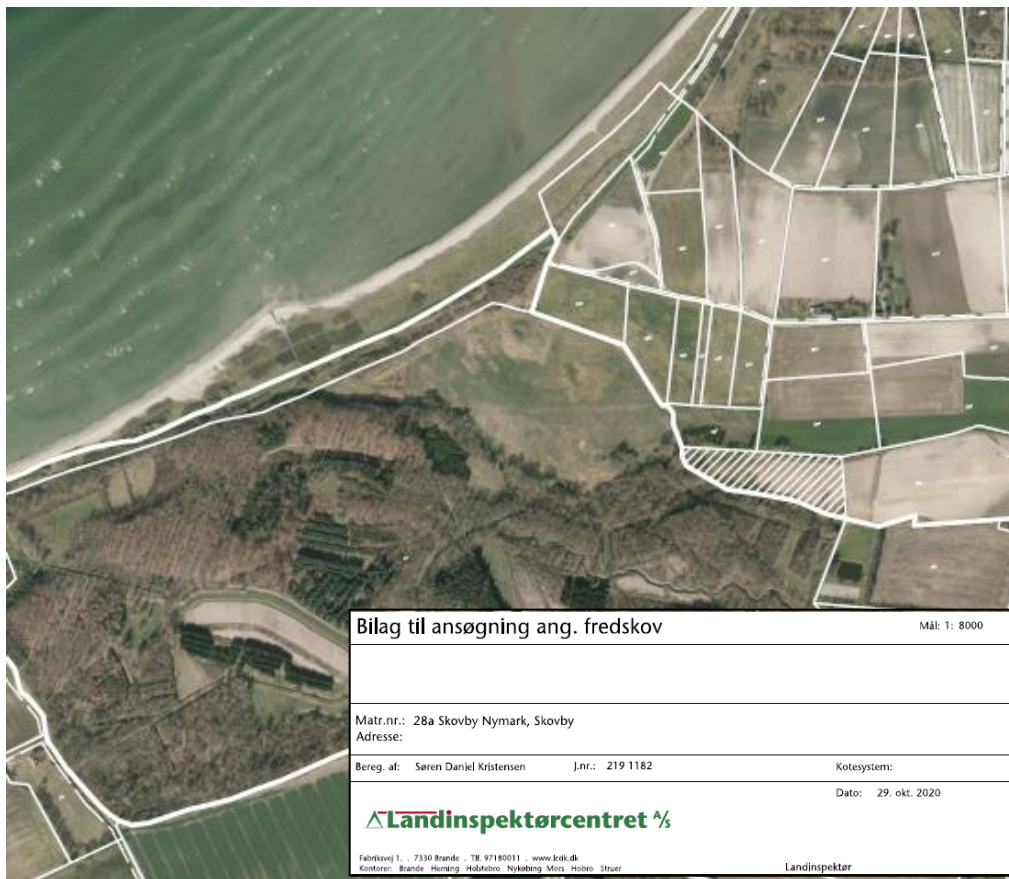 Bilag til ansøgning ang. fredskov
Mål: 1: 8000
Matr.nr.: 28a Skovby Nymark, Skovby
Adresse:
Bereg. af: Søren Daniel Kristensen J.nr.: 219 1182 Kotesystem:
Dato: 29. okt. 2020
Landinspektørcentret A/S
Fabriksvej 1. . 7330 Brande . Tlf. 97180011 . www.lcdk.dk
Kontorer: Brande Herning Holstebro Nykøbing Mors Hobro Struer
Landinspektør